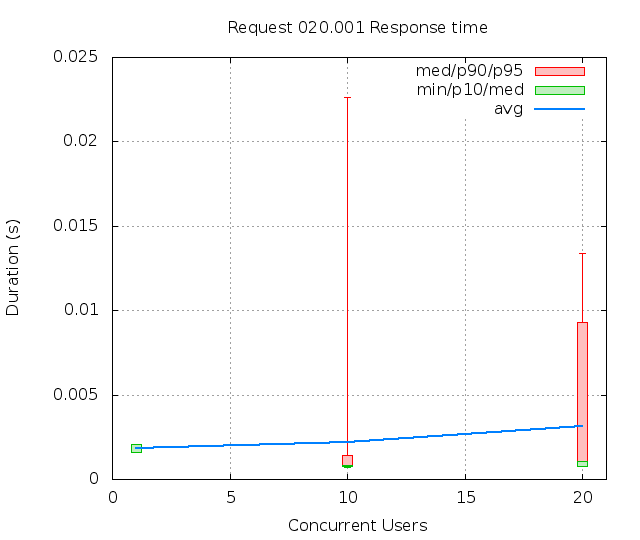 Request 020.001 Response time
0.025
0.02
0.015
0.01
0.005
0
Duration (s)
med/p90/p95
min/p10/med
avg
0 5 10 15 20
Concurrent Users